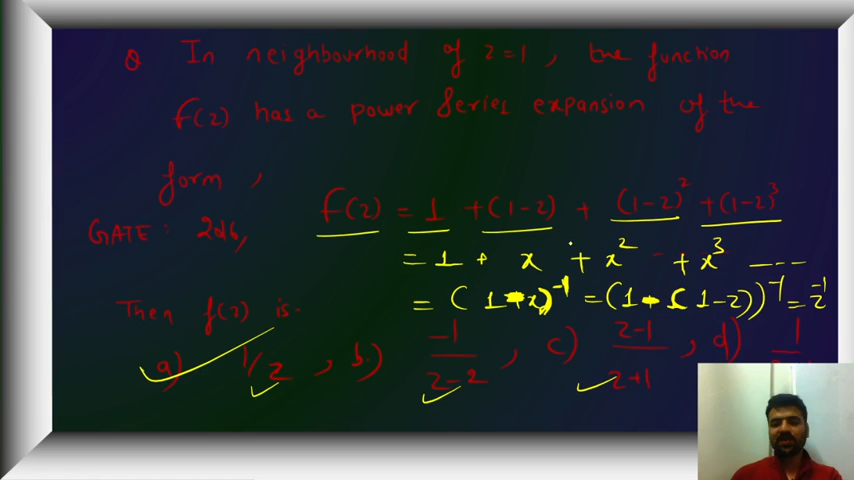 Q In neighbourhood of z=1, the function
f(z) has a power series expansion of the
form,
f(z) = 1 + (1-z) + (1-z)² + (1-z)³
GATE: 2016,
= 1 + x + x² + x³ ----
= (1-x)⁻¹ = (1-(1-z))⁻¹ = z⁻¹
Then f(z) is.
a) 1/z, b) -1/z-2, c) z-1/z+1, d) 1/